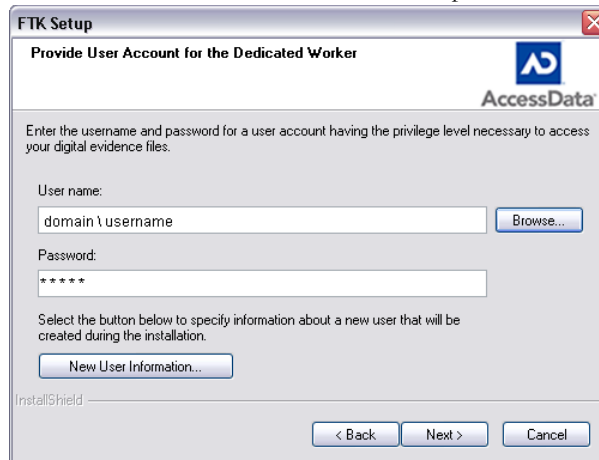 FTK Setup
Provide User Account for the Dedicated Worker
AccessData
Enter the username and password for a user account having the privilege level necessary to access
your digital evidence files.
User name:
domain \ username
Browse...
Password:
*****
Select the button below to specify information about a new user that will be
created during the installation.
New User Information...
InstallShield
< Back
Next >
Cancel